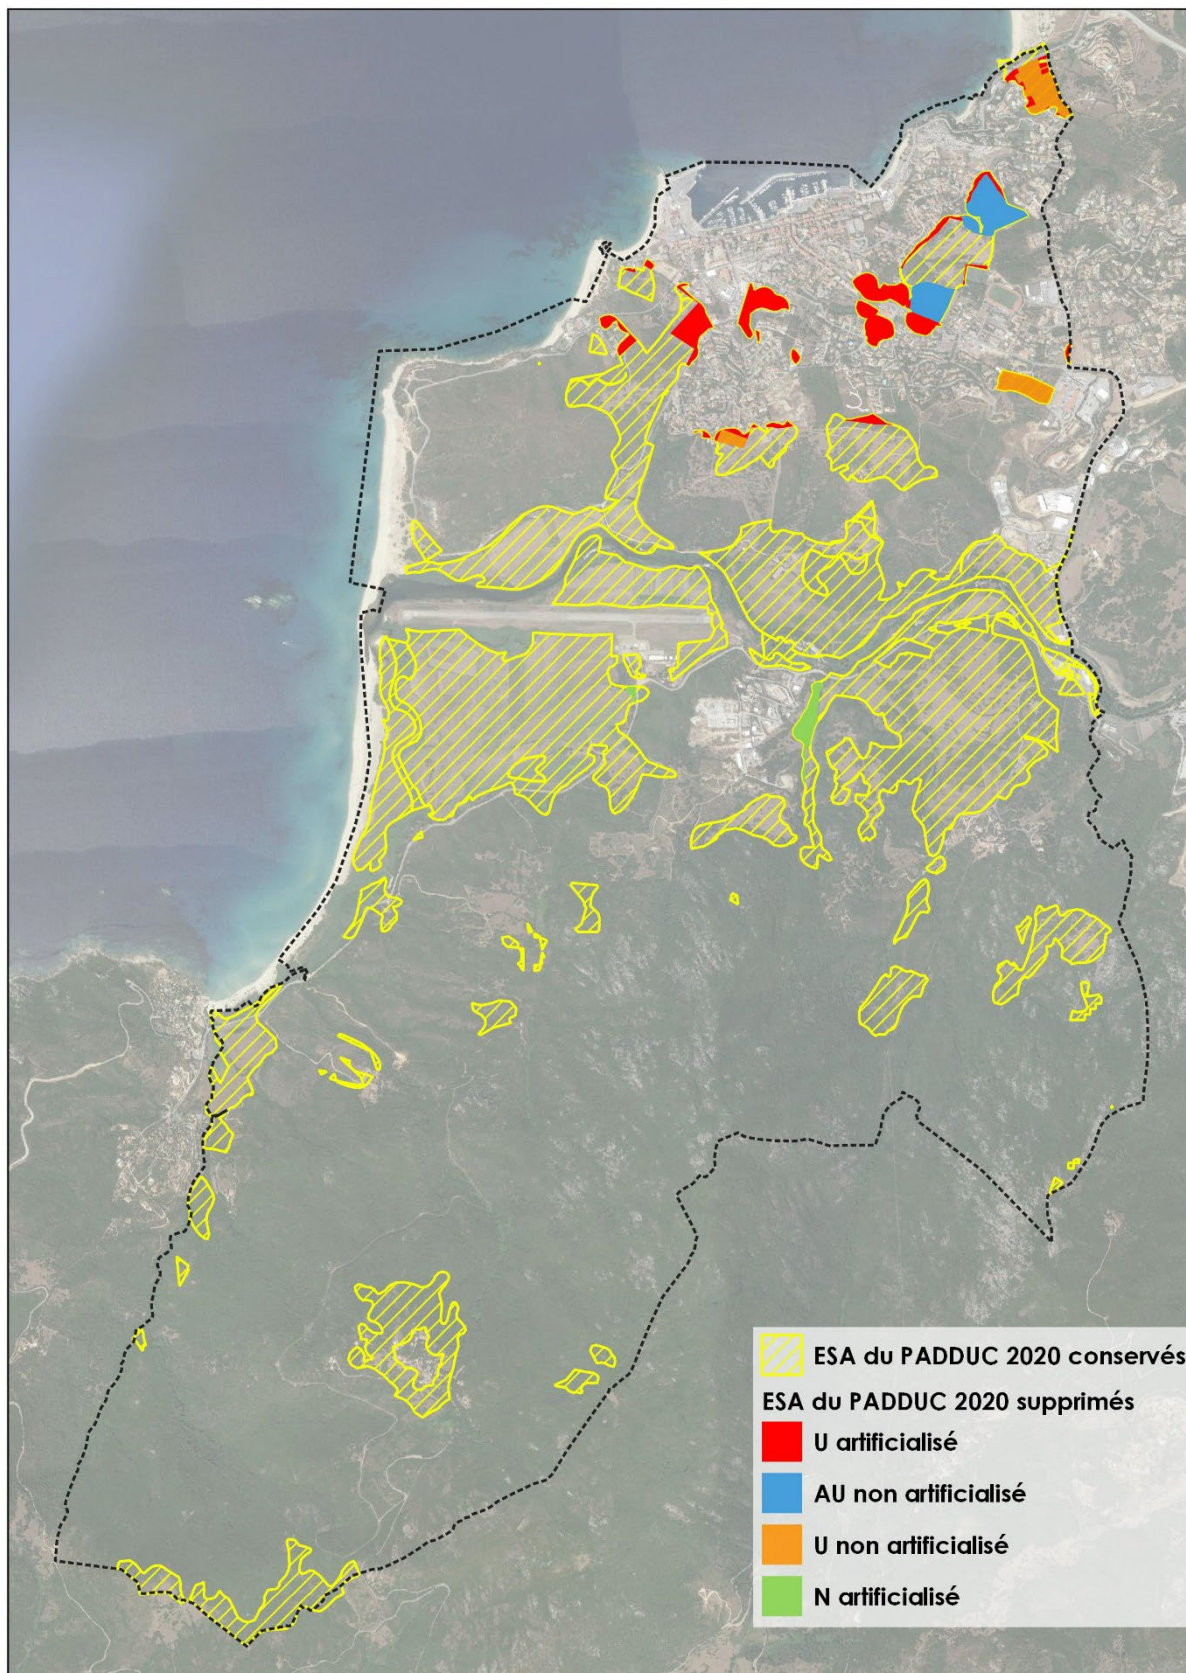 ESA du PADDUC 2020 conservés
ESA du PADDUC 2020 supprimés
U artificialisé
AU non artificialisé
U non artificialisé
N artificialisé